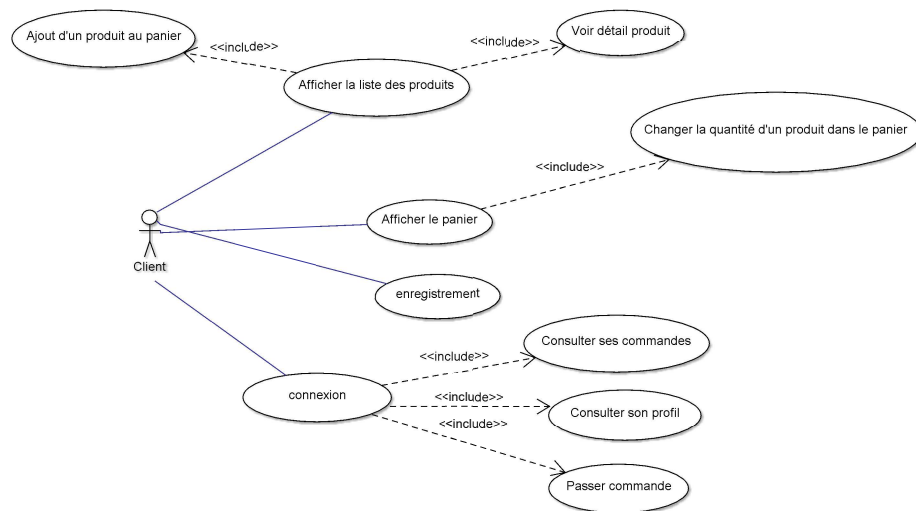 Ajout d'un produit au panier
<<include>>
<<include>>
Voir détail produit
Afficher la liste des produits
Changer la quantité d'un produit dans le panier
<<include>>
Afficher le panier
Client
enregistrement
Consulter ses commandes
<<include>>
connexion
<<include>>
Consulter son profil
<<include>>
Passer commande